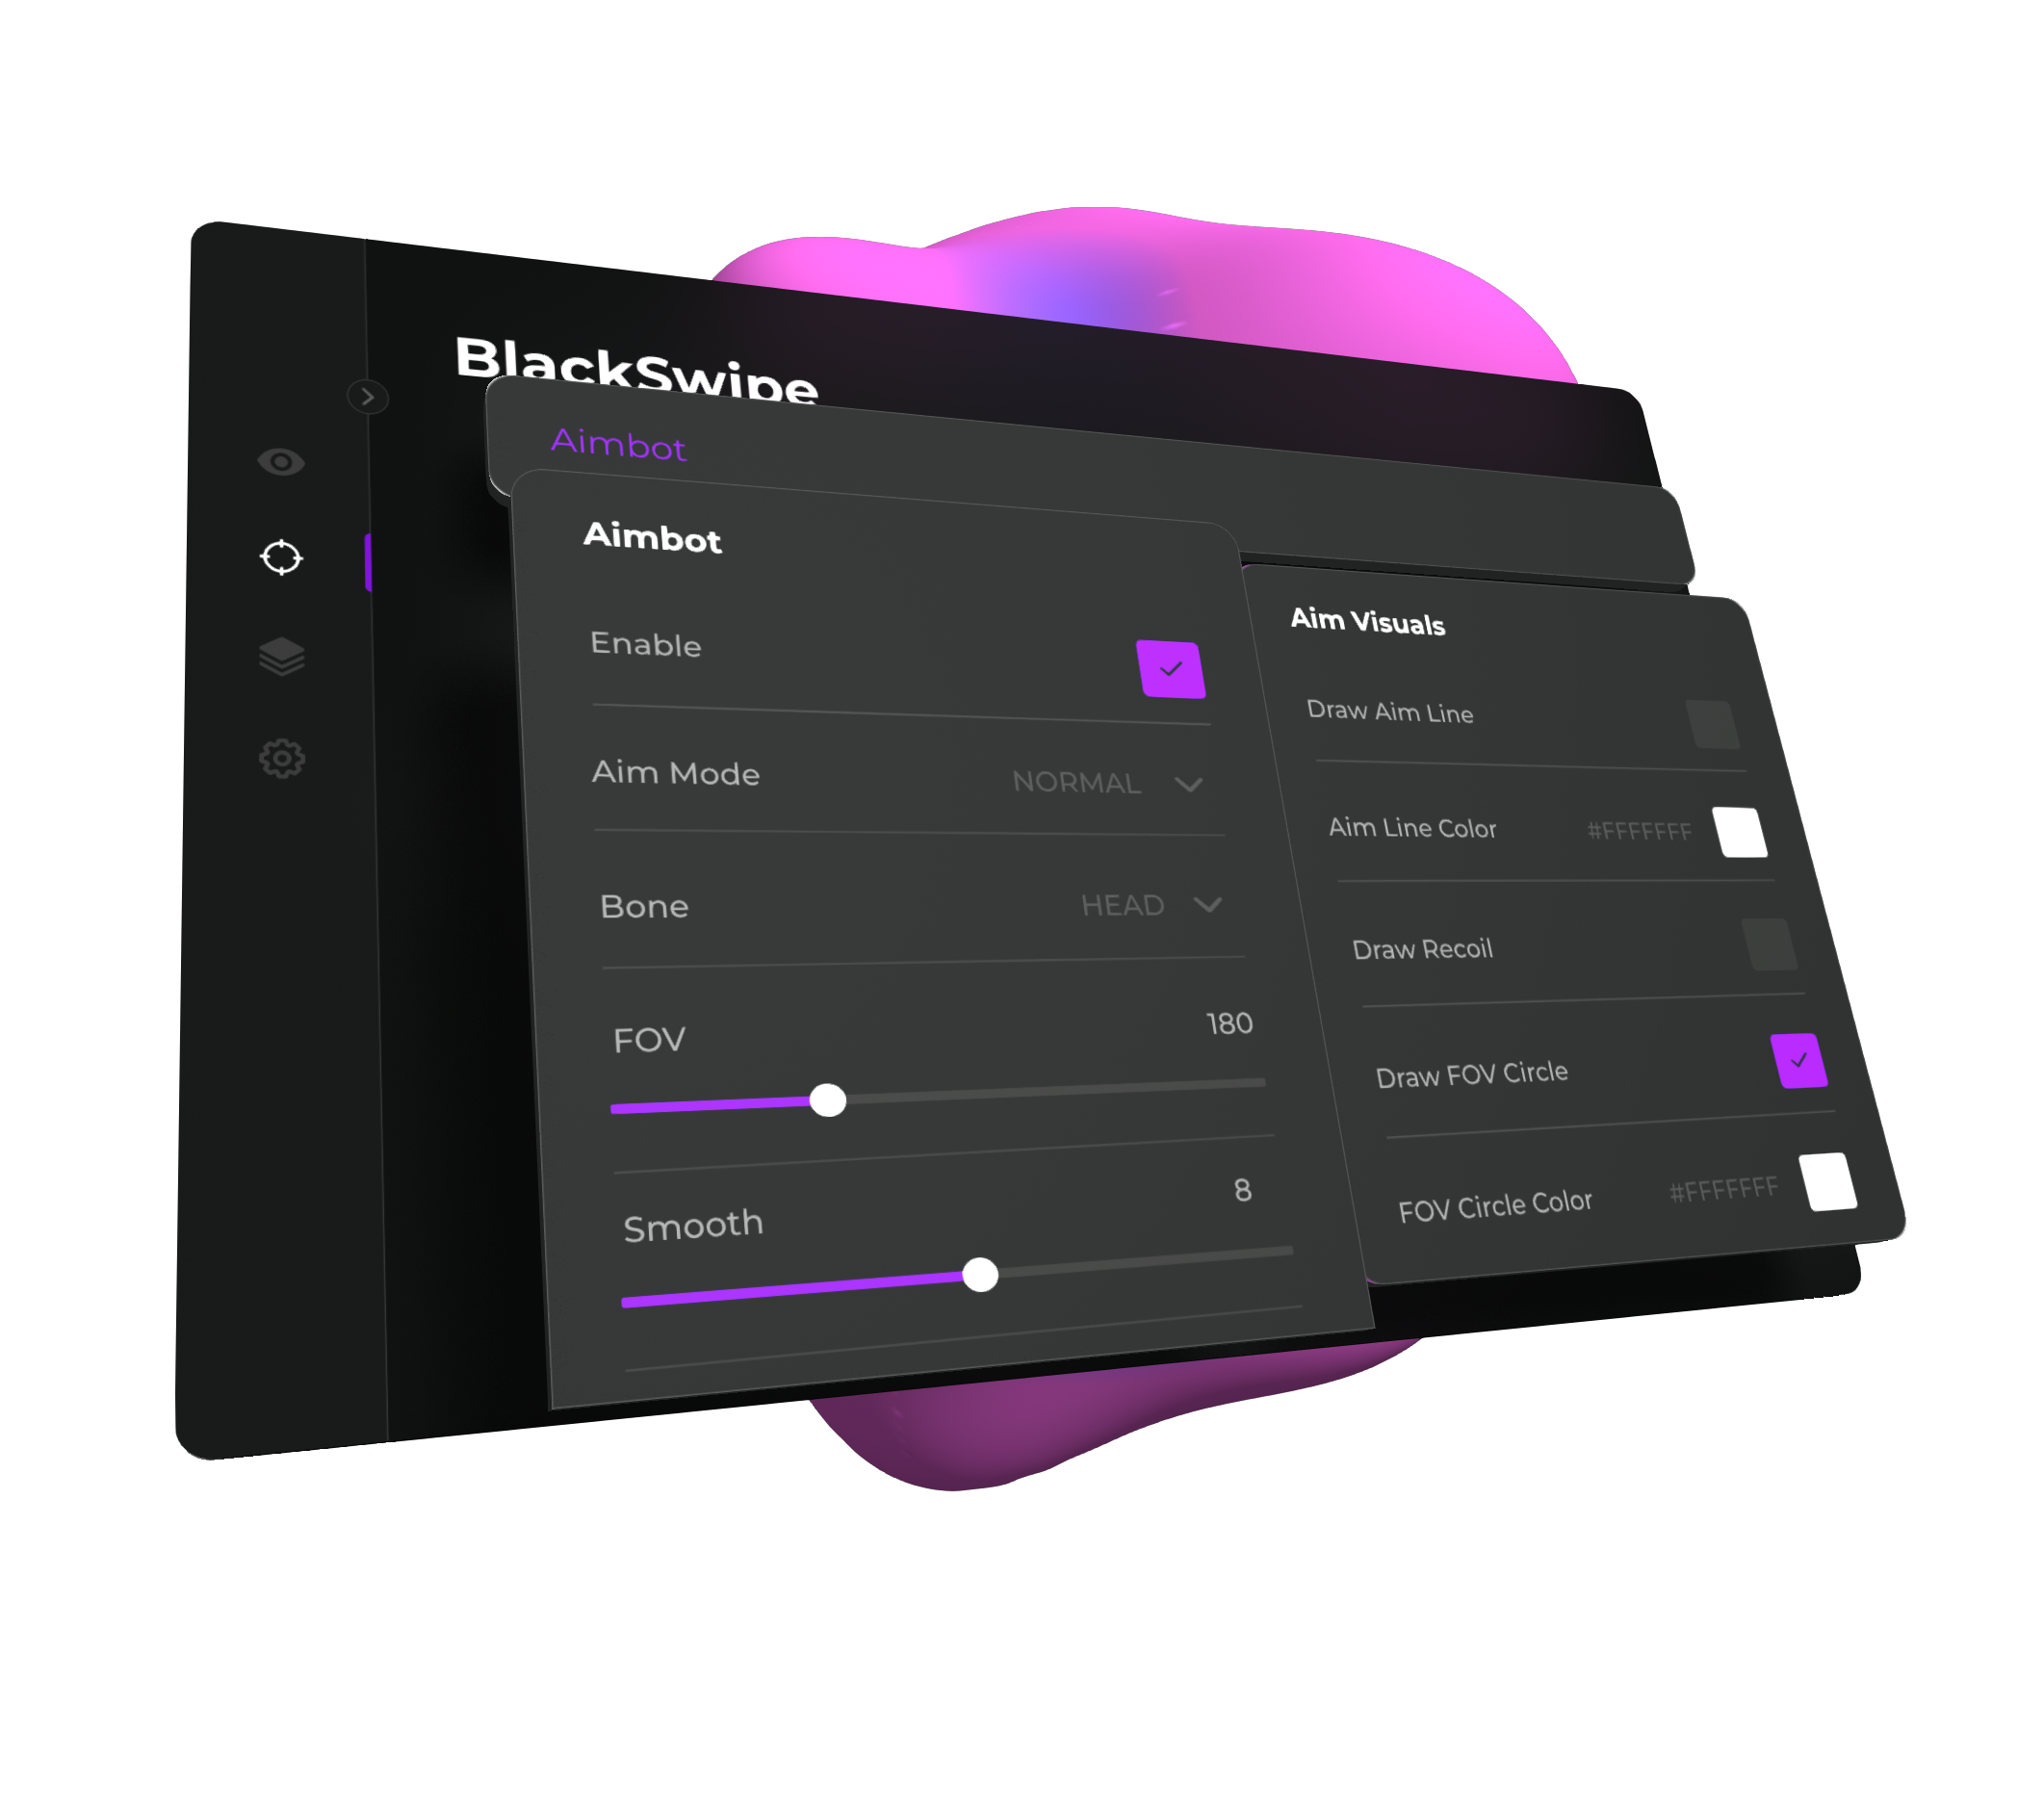 BlackSwipe
Aimbot
Aimbot
Enable
Aim Mode NORMAL
Bone HEAD
FOV 180
Smooth 8
Aim Visuals
Draw Aim Line
Aim Line Color #FFFFFFF
Draw Recoil
Draw FOV Circle
FOV Circle Color #FFFFFFF